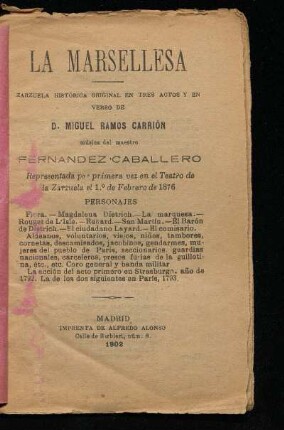 LA MARSELLESA
ZARZUELA HISTÓRICA ORIGINAL EN TRES ACTOS Y EN
VERSO DE
D. MIGUEL RAMOS CARRIÓN
música del maestro
FERNANDEZ CABALLERO
Representada por primera vez en el Teatro de
la Zarzuela el 1.º de Febrero de 1876
PERSONAJES
Flora.—Magdalena Dietrich.—La marquesa.—
Rouget de L'Isle.—Renard.—San Martín.—El Barón
de Dietrich.—El ciudadano Layard.—El comisario.
Aldeanos, voluntarios, viejos, niños, tambores,
cornetas, descamisados, jacobinos, gendarmes, mu-
jeres del pueblo de París, seccionarios, guardias
nacionales, carceleros, presos furias de la guilloti-
na, etc., etc. Coro general y banda militar
La acción del acto primero en Strasburgo, año de
1792. La de los dos siguientes en París, 1793.
MADRID
IMPRENTA DE ALFREDO ALONSO
Calle de Barbieri, núm. 8.
1902